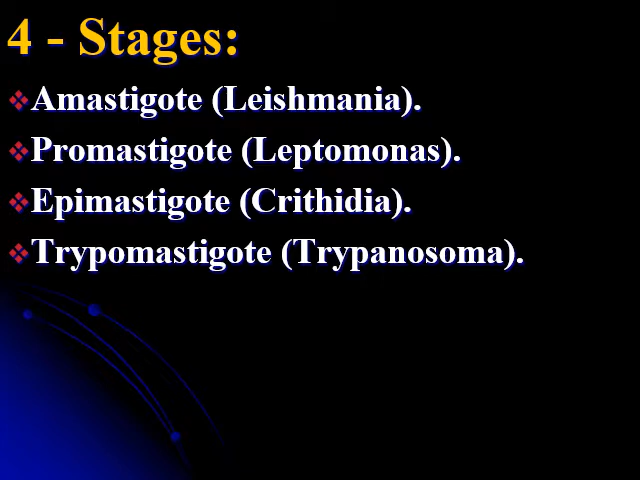 4 - Stages:
Amastigote (Leishmania).
Promastigote (Leptomonas).
Epimastigote (Crithidia).
Trypomastigote (Trypanosoma).